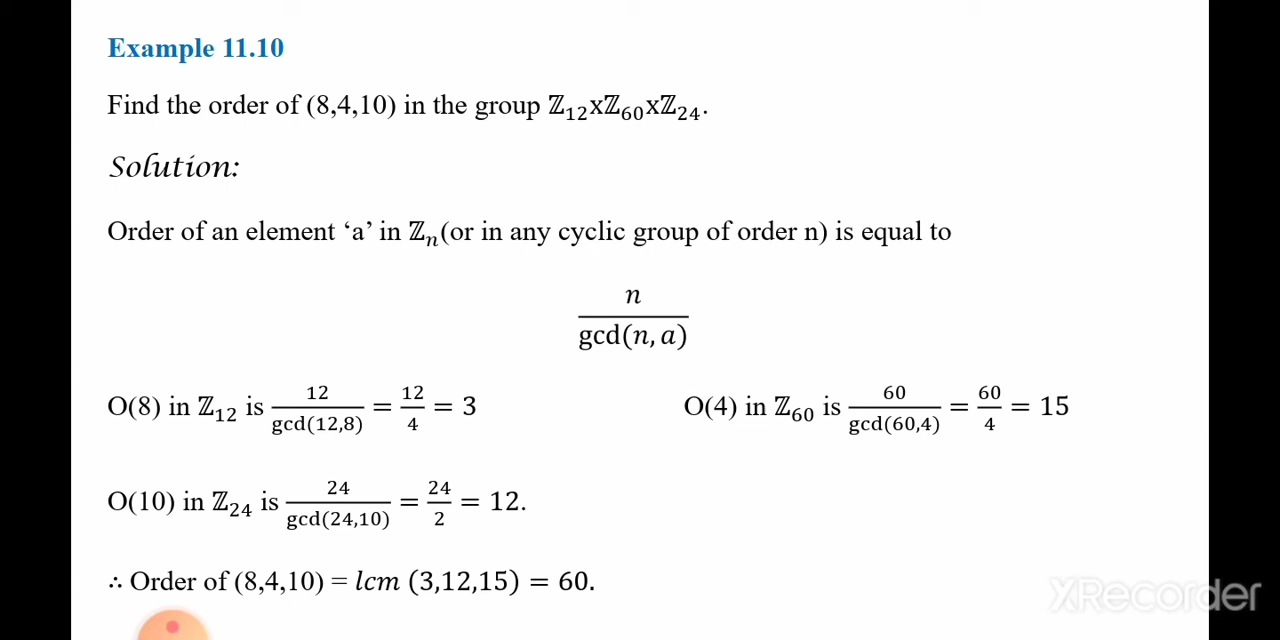 Example 11.10
Find the order of (8,4,10) in the group ℤ₁₂xℤ₆₀xℤ₂₄.
Solution:
Order of an element ‘a’ in ℤₙ(or in any cyclic group of order n) is equal to
n
gcd(n, a)
O(8) in ℤ₁₂ is 12/gcd(12,8) = 12/4 = 3 O(4) in ℤ₆₀ is 60/gcd(60,4) = 60/4 = 15
O(10) in ℤ₂₄ is 24/gcd(24,10) = 24/2 = 12.
∴ Order of (8,4,10) = lcm (3,12,15) = 60.
XRecorder